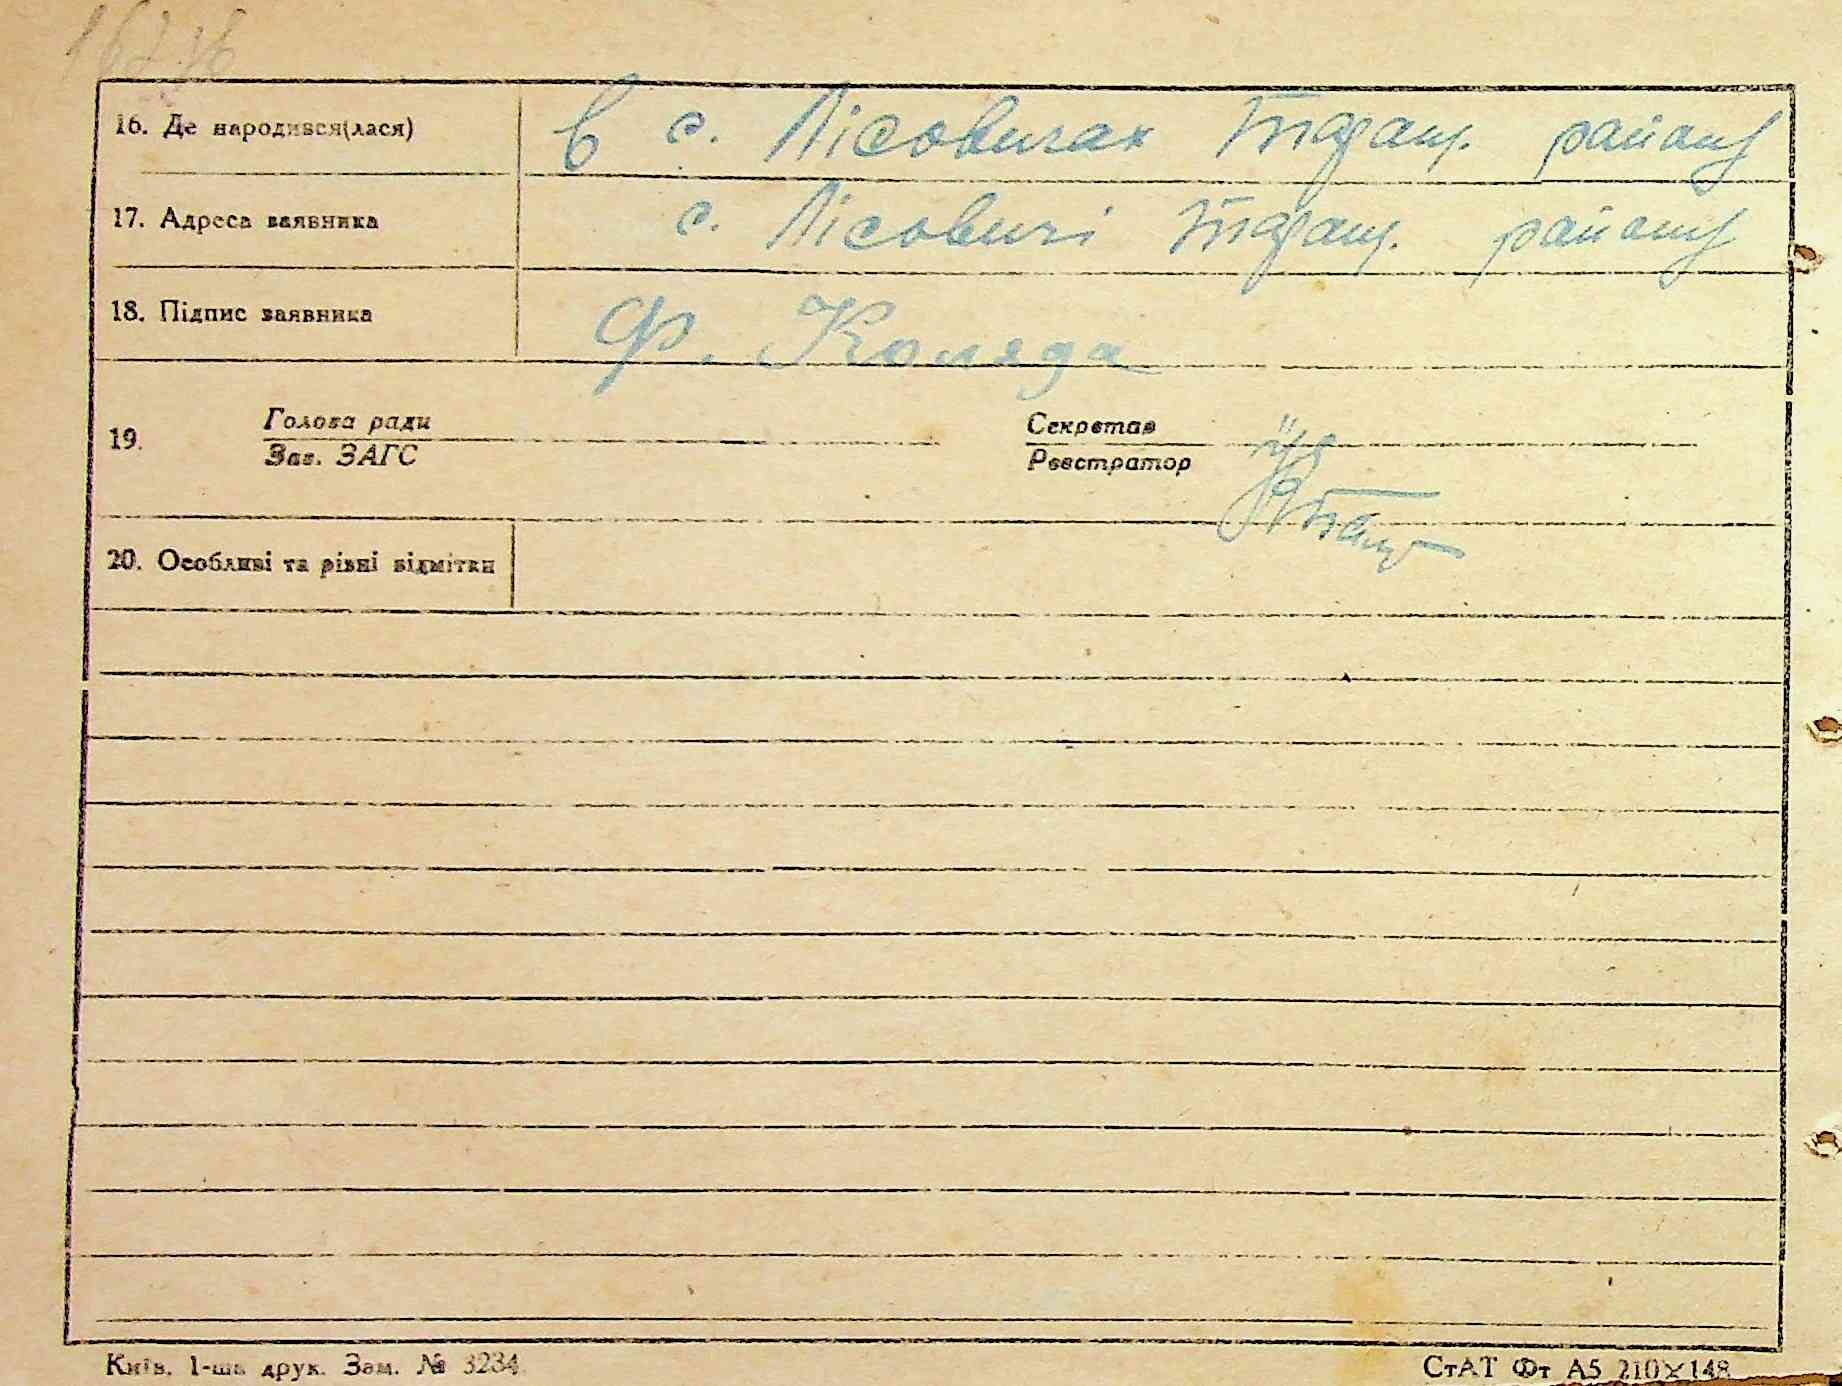 16. Де народився(лася) в с. Лісовичах Таращ. району
17. Адреса заявника с. Лісовичі Таращ. району
18. Підпис заявника Ф. Коляда
19. Голова ради Секретар
Зав. ЗАГС Реєстратор
20. Особливі та різні відмітки
Київ. 1-ша друк. Зам. № 3234 СтАТ Фт А5 210×148